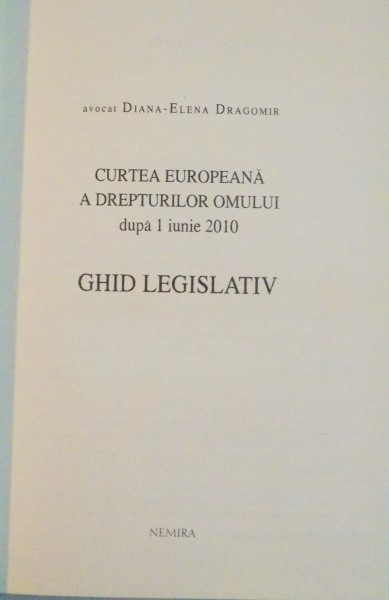 avocat DIANA-ELENA DRAGOMIR
CURTEA EUROPEANĂ
A DREPTURILOR OMULUI
după 1 iunie 2010
GHID LEGISLATIV
NEMIRA